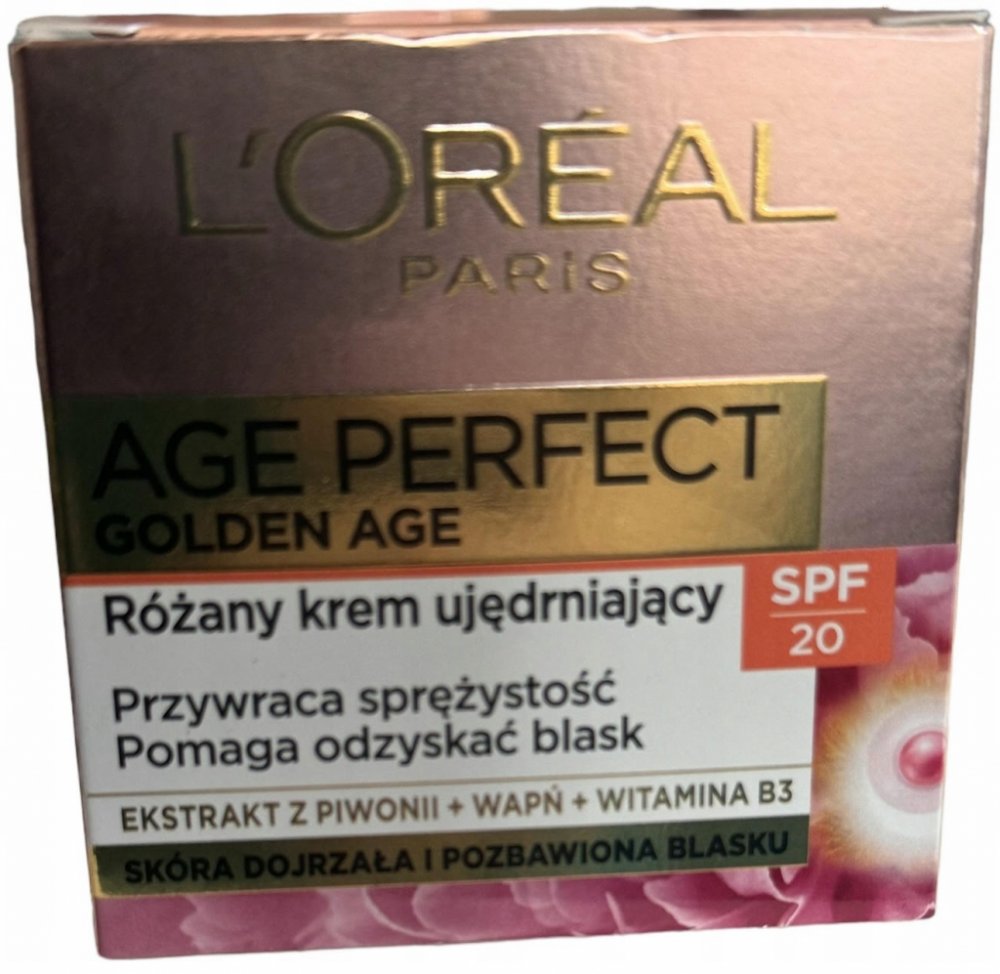 L'ORÉAL
PARIS
AGE PERFECT
GOLDEN AGE
Różany krem ujędrniający
SPF
20
Przywraca sprężystość
Pomaga odzyskać blask
EKSTRAKT Z PIWONII + WAPŃ + WITAMINA B3
SKÓRA DOJRZAŁA I POZBAWIONA BLASKU